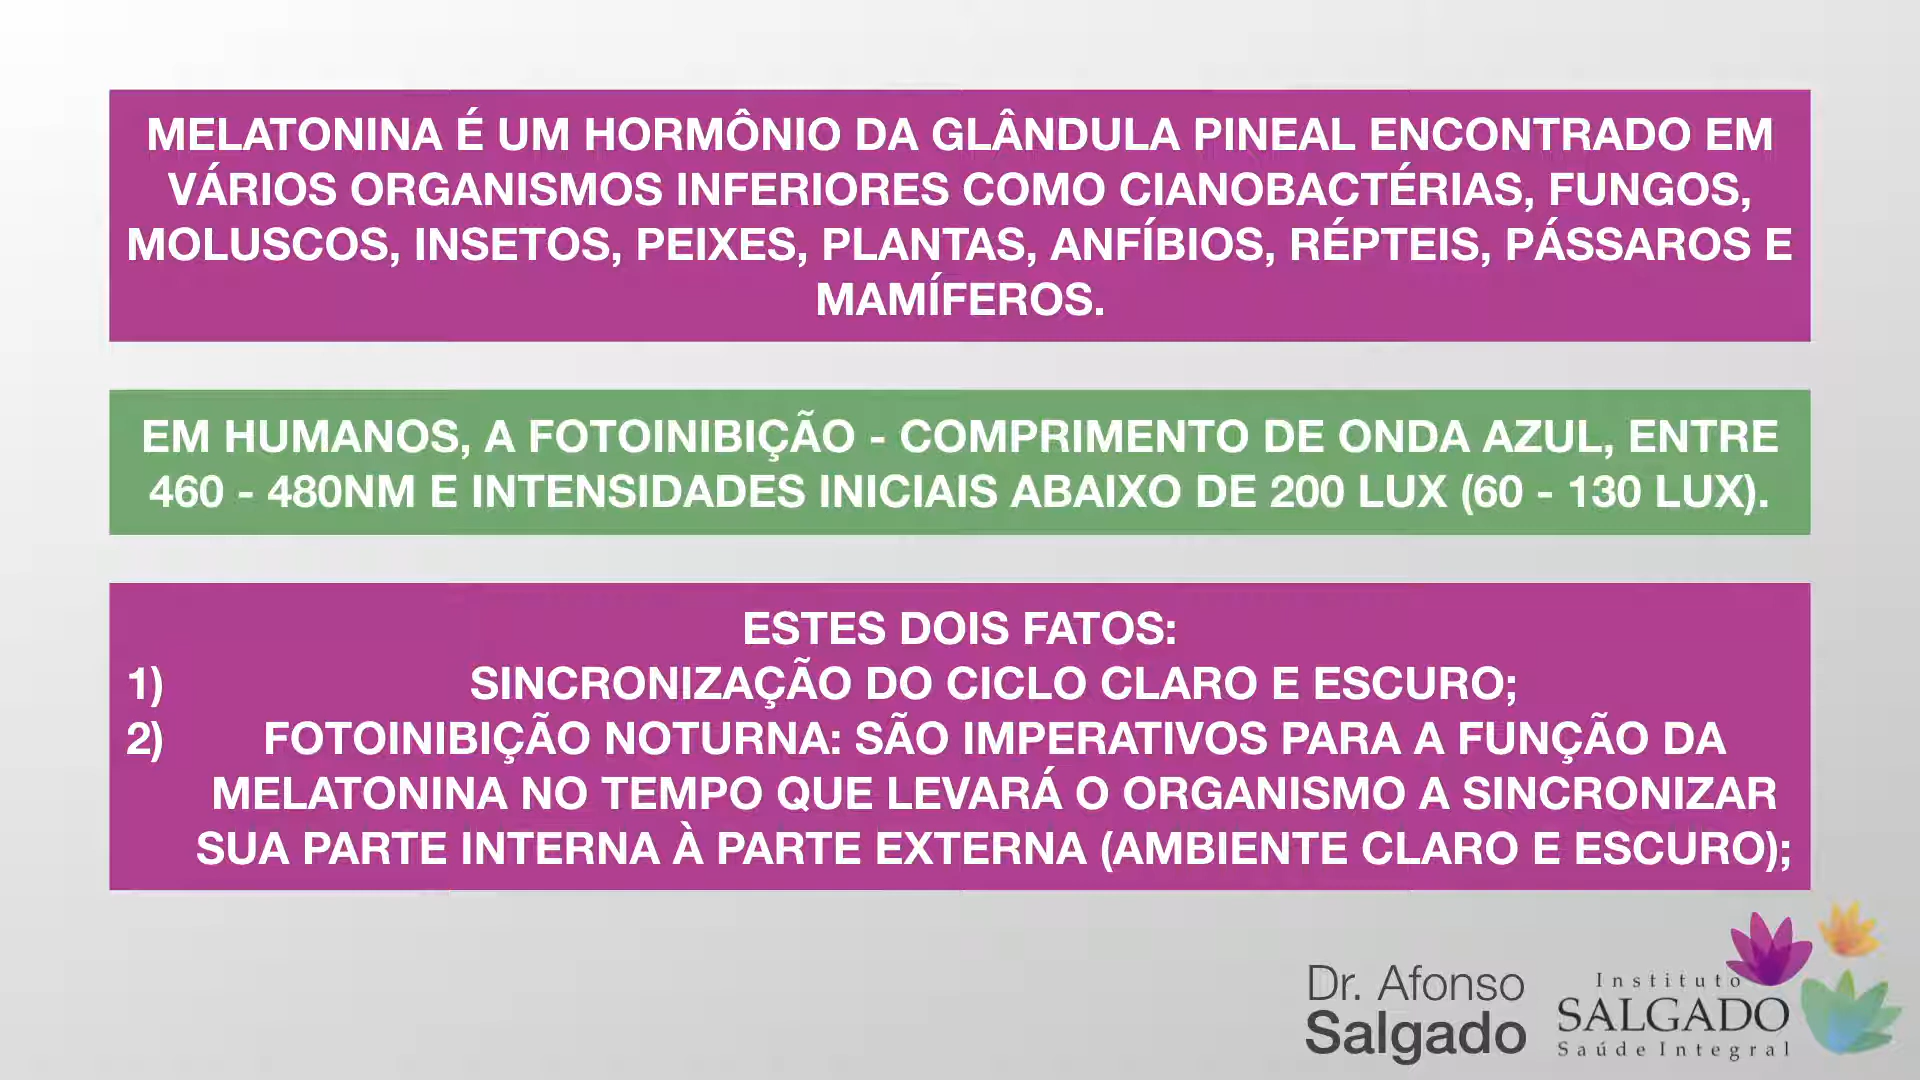 MELATONINA É UM HORMÔNIO DA GLÂNDULA PINEAL ENCONTRADO EM
VÁRIOS ORGANISMOS INFERIORES COMO CIANOBACTÉRIAS, FUNGOS,
MOLUSCOS, INSETOS, PEIXES, PLANTAS, ANFÍBIOS, RÉPTEIS, PÁSSAROS E
MAMÍFEROS.
EM HUMANOS, A FOTOINIBIÇÃO - COMPRIMENTO DE ONDA AZUL, ENTRE
460 - 480NM E INTENSIDADES INICIAIS ABAIXO DE 200 LUX (60 - 130 LUX).
ESTES DOIS FATOS:
1) SINCRONIZAÇÃO DO CICLO CLARO E ESCURO;
2) FOTOINIBIÇÃO NOTURNA: SÃO IMPERATIVOS PARA A FUNÇÃO DA
MELATONINA NO TEMPO QUE LEVARÁ O ORGANISMO A SINCRONIZAR
SUA PARTE INTERNA À PARTE EXTERNA (AMBIENTE CLARO E ESCURO);
Dr. Afonso
Salgado
Instituto
SALGADO
Saúde Integral